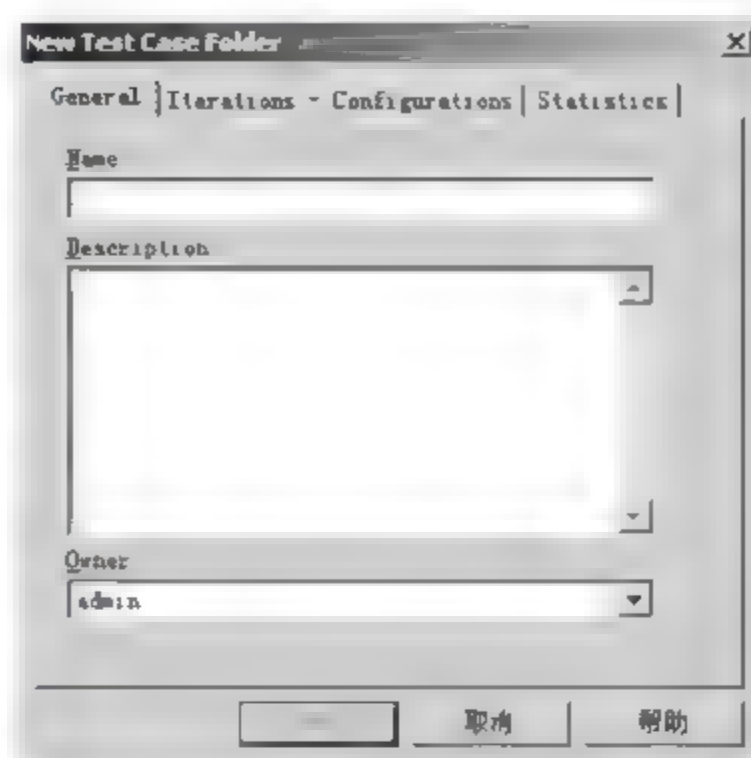 New Test Case Folder
General Iterations - Configurations Statistics
Name
Description
Owner
admin
取消 帮助